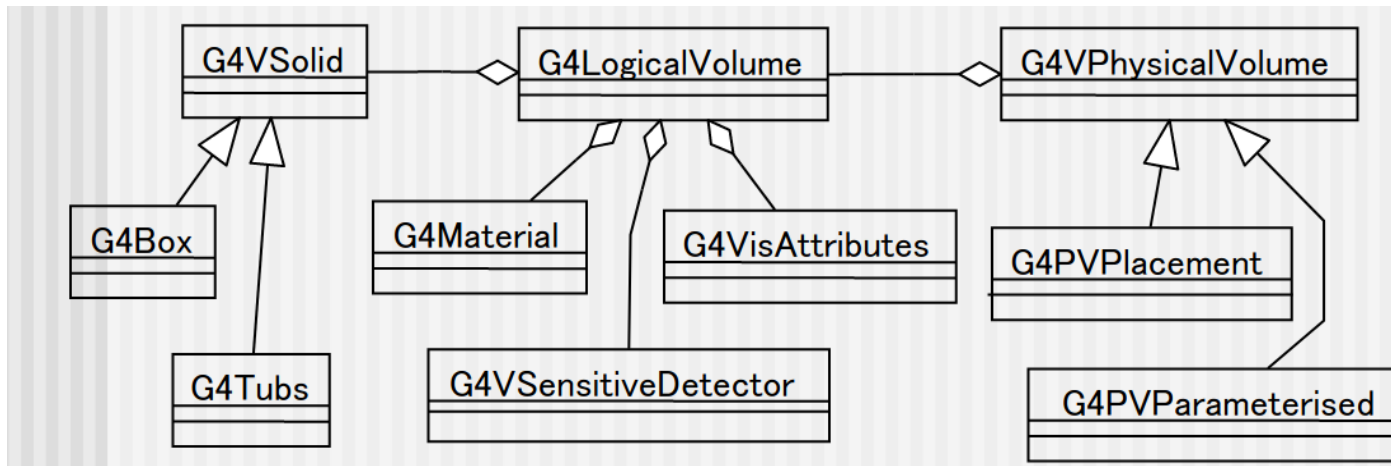 G4VSolid
G4LogicalVolume
G4VPhysicalVolume
G4Box
G4Material
G4VisAttributes
G4PVPlacement
G4Tubs
G4VSensitiveDetector
G4PVParameterised